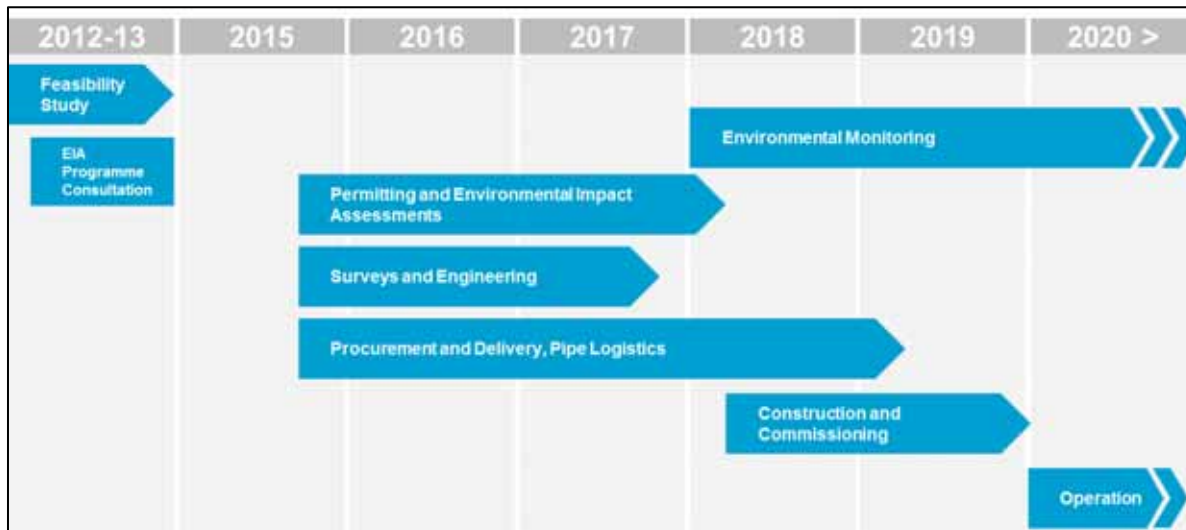 2012-13 2015 2016 2017 2018 2019 2020 >
Feasibility
Study
Environmental Monitoring
EIA
Programme
Consultation
Permitting and Environmental Impact
Assessments
Surveys and Engineering
Procurement and Delivery, Pipe Logistics
Construction and
Commissioning
Operation